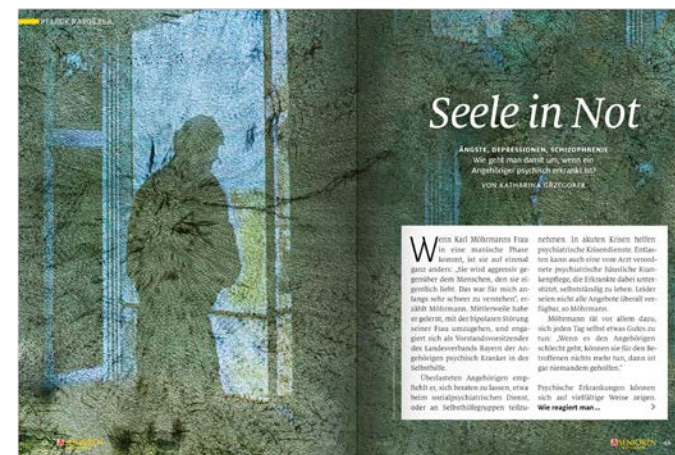 PFLEGE RATGEBER
Seele in Not
ÄNGSTE, DEPRESSIONEN, SCHIZOPHRENIE
Wie geht man damit um, wenn ein
Angehöriger psychisch erkrankt ist?
VON KATHARINA GRZEGOREK
Wenn Karl Möhrmanns Frau
in eine manische Phase
kommt, ist sie auf einmal
ganz anders: „Sie wird aggressiv ge-
genüber dem Menschen, den sie ei-
gentlich liebt. Das war für mich an-
fangs sehr schwer zu verstehen“, er-
zählt Möhrmann. Mittlerweile habe
er gelernt, mit der bipolaren Störung
seiner Frau umzugehen, und enga-
giert sich als Vorstandsvorsitzender
des Landesverbands Bayern der An-
gehörigen psychisch Kranker in der
Selbsthilfe.
Überlasteten Angehörigen emp-
fiehlt er, sich beraten zu lassen, etwa
beim sozialpsychiatrischen Dienst,
oder an Selbsthilfegruppen teilzu-
nehmen. In akuten Krisen helfen
psychiatrische Krisendienste. Entlas-
ten kann auch eine vom Arzt verord-
nete psychiatrische häusliche Kran-
kenpflege, die Erkrankte dabei unter-
stützt, selbstständig zu leben. Leider
seien nicht alle Angebote überall ver-
fügbar, so Möhrmann.
Möhrmann rät vor allem dazu,
sich jeden Tag selbst etwas Gutes zu
tun: „Wenn es den Angehörigen
schlecht geht, können sie für den Be-
troffenen nichts mehr tun, dann ist
gar niemandem geholfen.“
Psychische Erkrankungen können
sich auf vielfältige Weise zeigen.
Wie reagiert man ...
SENIOREN
SENIOREN